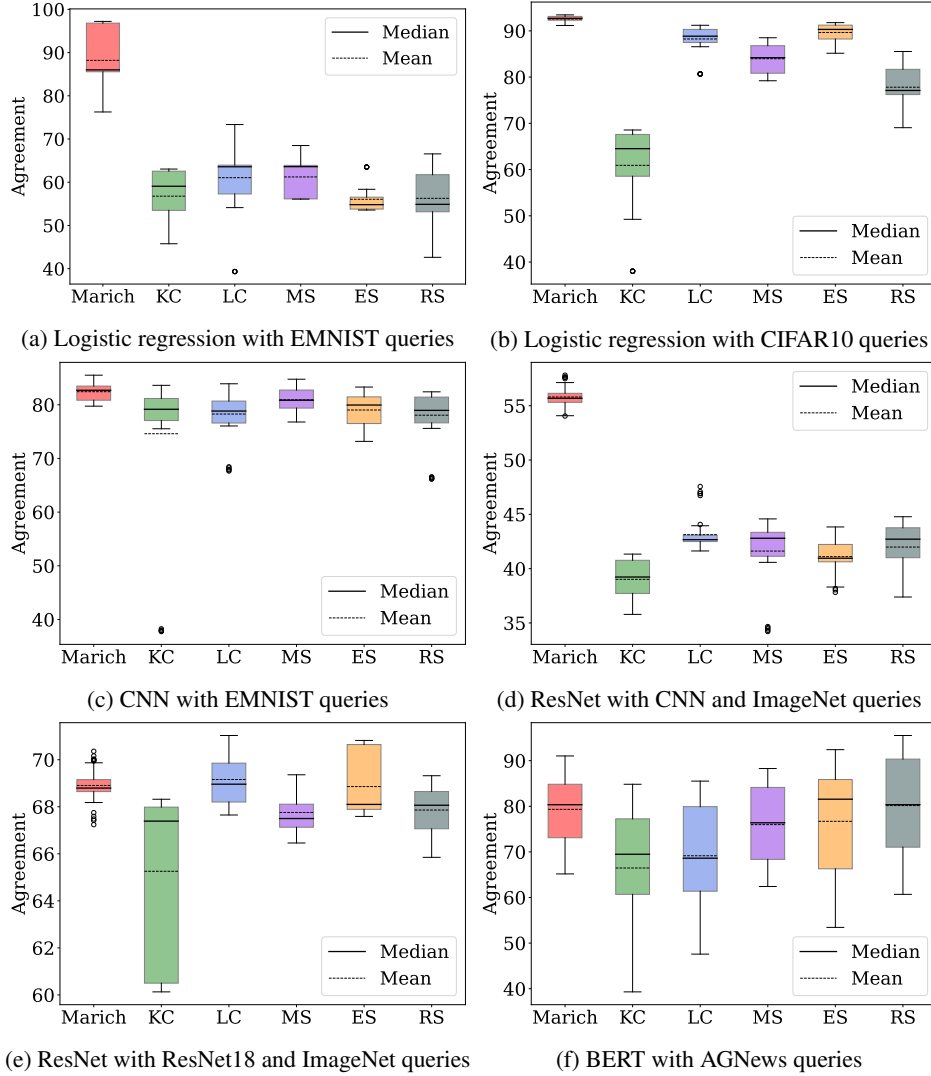 100
90
80
70
60
50
40
Agreement
Median
Mean
Marich KC LC MS ES RS
(a) Logistic regression with EMNIST queries
90
80
70
60
50
40
Agreement
Median
Mean
Marich KC LC MS ES RS
(b) Logistic regression with CIFAR10 queries
80
70
60
50
40
Agreement
Median
Mean
Marich KC LC MS ES RS
(c) CNN with EMNIST queries
55
50
45
40
35
Agreement
Median
Mean
Marich KC LC MS ES RS
(d) ResNet with CNN and ImageNet queries
70
68
66
64
62
60
Agreement
Median
Mean
Marich KC LC MS ES RS
(e) ResNet with ResNet18 and ImageNet queries
90
80
70
60
50
40
Agreement
Median
Mean
Marich KC LC MS ES RS
(f) BERT with AGNews queries